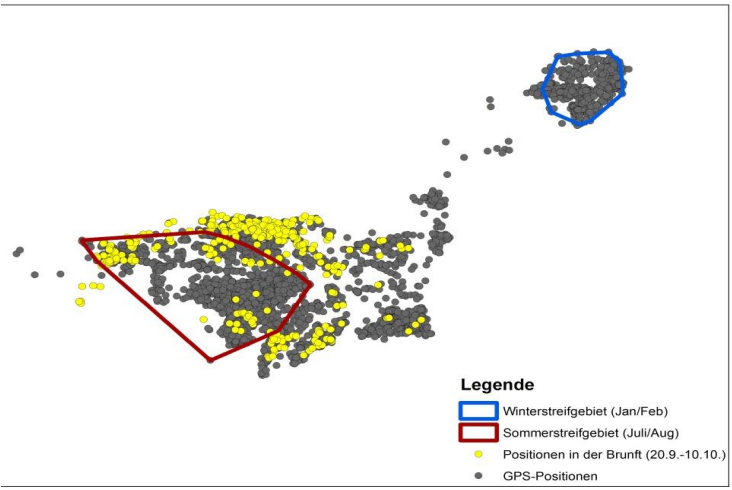 Legende
Winterstreifgebiet (Jan/Feb)
Sommerstreifgebiet (Juli/Aug)
Positionen in der Brunft (20.9.-10.10.)
GPS-Positionen